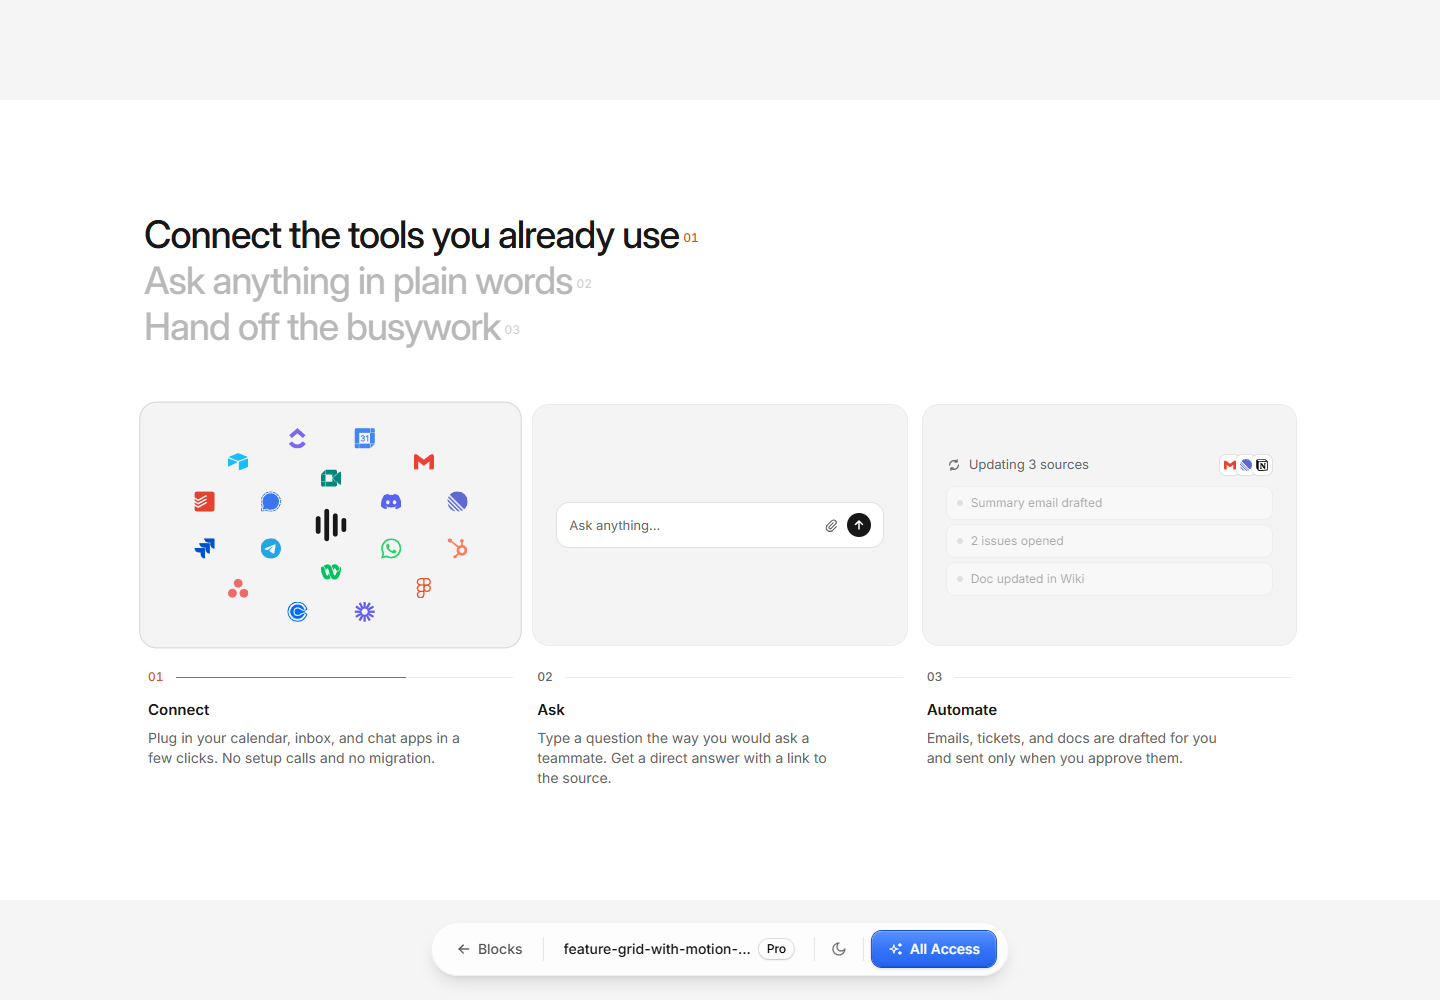 Connect the tools you already use 01
Ask anything in plain words 02
Hand off the busywork 03
31
Ask anything...
Updating 3 sources
Summary email drafted
2 issues opened
Doc updated in Wiki
01
Connect
Plug in your calendar, inbox, and chat apps in a
few clicks. No setup calls and no migration.
02
Ask
Type a question the way you would ask a
teammate. Get a direct answer with a link to
the source.
03
Automate
Emails, tickets, and docs are drafted for you
and sent only when you approve them.
Blocks
feature-grid-with-motion-...
Pro
All Access